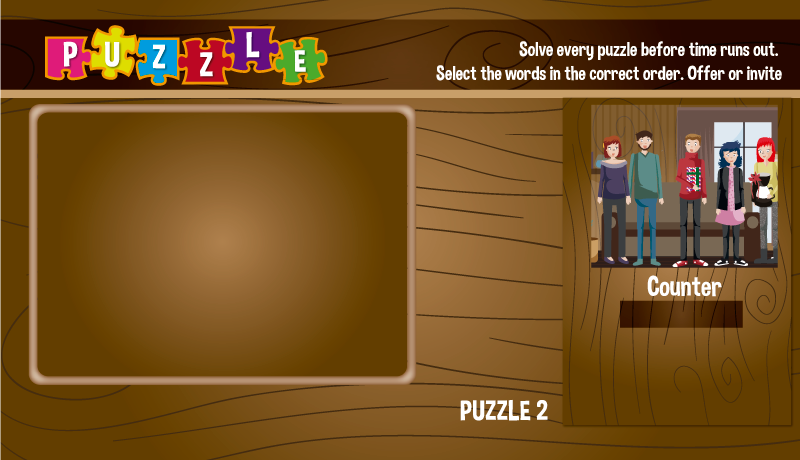 PUZZLE
Solve every puzzle before time runs out.
Select the words in the correct order. Offer or invite
Counter
PUZZLE 2